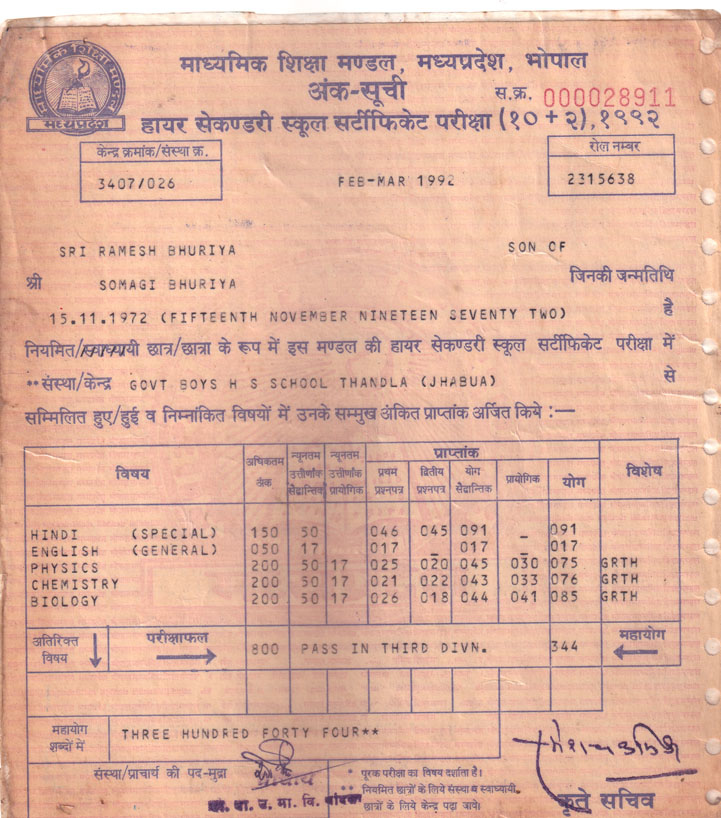 माध्यमिक शिक्षा मण्डल, मध्यप्रदेश, भोपाल
मध्यप्रदेश
अंक-सूची
स.क्र. 000028911
हायर सेकण्डरी स्कूल सर्टीफिकेट परीक्षा (१०+२), १९९२
केन्द्र क्रमांक/संस्था क्र. रोल नम्बर
3407/026 FEB-MAR 1992 2315638
SRI RAMESH BHURIYA SON OF
श्री SOMAGI BHURIYA जिनकी जन्मतिथि
15.11.1972 (FIFTEENTH NOVEMBER NINETEEN SEVENTY TWO) है
नियमित/स्वाध्यायी छात्र/छात्रा के रूप में इस मण्डल की हायर सेकण्डरी स्कूल सर्टीफिकेट परीक्षा में
**संस्था/केन्द्र GOVT BOYS H S SCHOOL THANDLA (JHABUA) से
सम्मिलित हुए/हुई व निम्नांकित विषयों में उनके सम्मुख अंकित प्राप्तांक अर्जित किये :—
विषय अधिकतम अंक न्यूनतम उत्तीर्णांक सैद्धान्तिक न्यूनतम उत्तीर्णांक प्रायोगिक प्राप्तांक विशेष
प्रथम प्रश्नपत्र द्वितीय प्रश्नपत्र योग सैद्धान्तिक प्रायोगिक योग
HINDI (SPECIAL) 150 50 046 045 091 _ 091
ENGLISH (GENERAL) 050 17 017 _ 017 _ 017
PHYSICS 200 50 17 025 020 045 030 075 GRTH
CHEMISTRY 200 50 17 021 022 043 033 076 GRTH
BIOLOGY 200 50 17 026 018 044 041 085 GRTH
अतिरिक्त विषय परीक्षाफल 800 PASS IN THIRD DIVN. 344 महायोग
महायोग शब्दों में THREE HUNDRED FORTY FOUR**
संस्था/प्राचार्य की पद-मुद्रा
* पूरक परीक्षा का विषय दर्शाता है।
** नियमित छात्रों के लिये संस्था व स्वाध्यायी
छात्रों के लिये केन्द्र पढ़ा जावे।
कृते सचिव